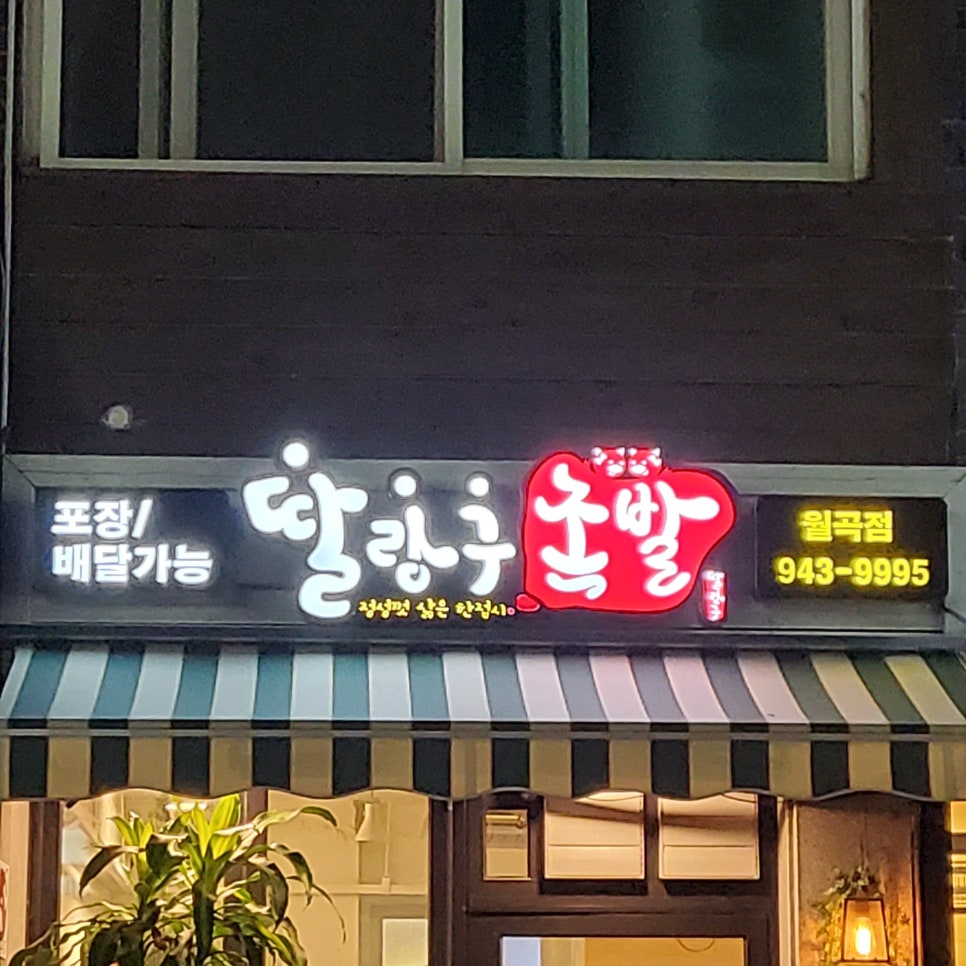 포장/
배달가능
딸랑구 족발
정성껏 삶은 한접시
월곡점
943-9995